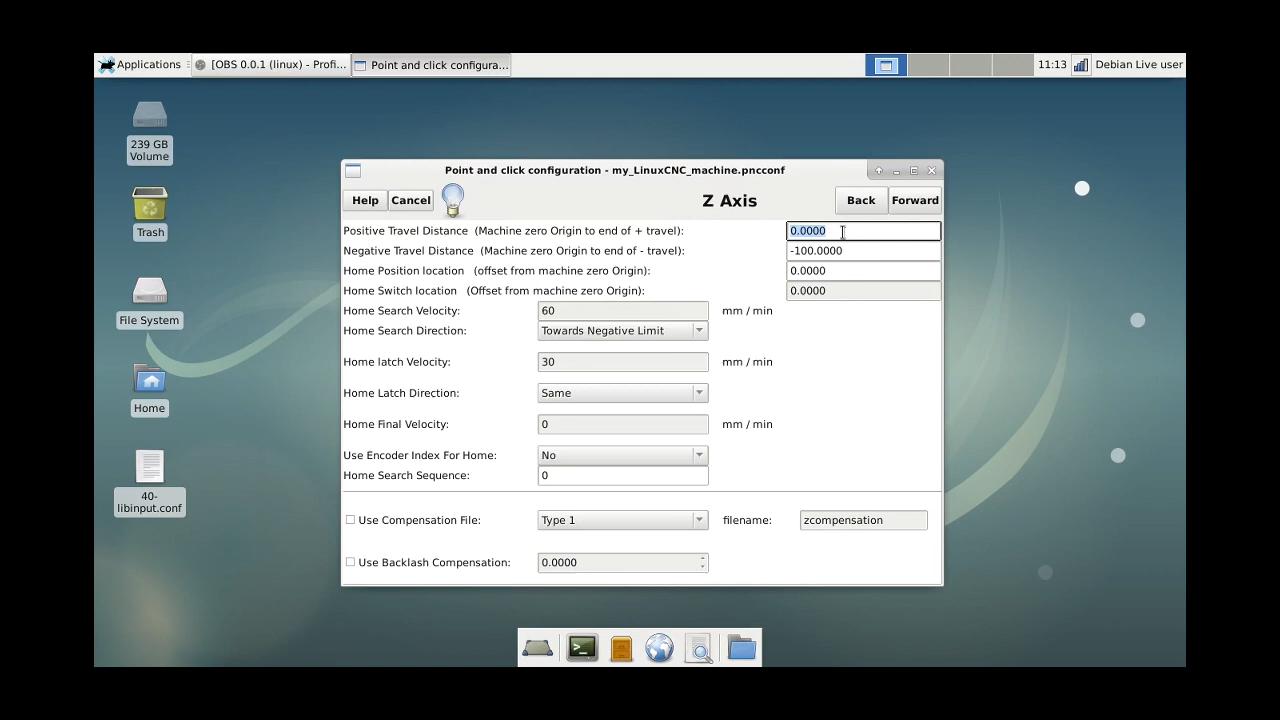 Applications
[OBS 0.0.1 (linux) - Profi...
Point and click configura...
11:13
Debian Live user
239 GB
Volume
Trash
File System
Home
40-
libinput.conf
Point and click configuration - my_LinuxCNC_machine.pncconf
Help
Cancel
Z Axis
Back
Forward
Positive Travel Distance (Machine zero Origin to end of + travel): 0.0000
Negative Travel Distance (Machine zero Origin to end of - travel): -100.0000
Home Position location (offset from machine zero Origin): 0.0000
Home Switch location (Offset from machine zero Origin): 0.0000
Home Search Velocity: 60 mm / min
Home Search Direction: Towards Negative Limit
Home latch Velocity: 30 mm / min
Home Latch Direction: Same
Home Final Velocity: 0 mm / min
Use Encoder Index For Home: No
Home Search Sequence: 0
Use Compensation File: Type 1 filename: zcompensation
Use Backlash Compensation: 0.0000
>_